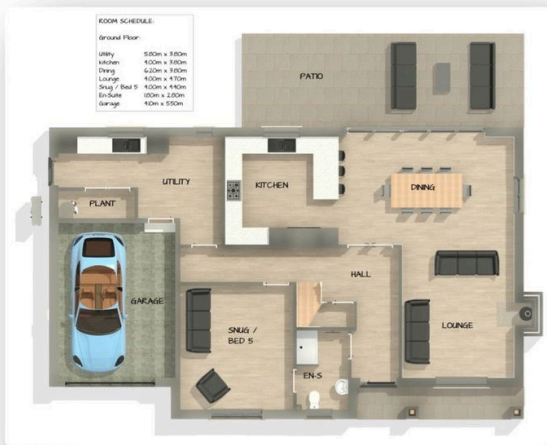 ROOM SCHEDULE:
Ground Floor:
Utility 5.80m x 3.80m
Kitchen 4.00m x 3.80m
Dining 6.20m x 3.80m
Lounge 4.00m x 4.70m
Snug / Bed 5 4.00m x 4.40m
En-Suite 1.80m x 2.80m
Garage 4.10m x 5.50m
PATIO
UTILITY
KITCHEN
DINING
PLANT
HALL
GARAGE
SNUG /
BED 5
LOUNGE
EN-S